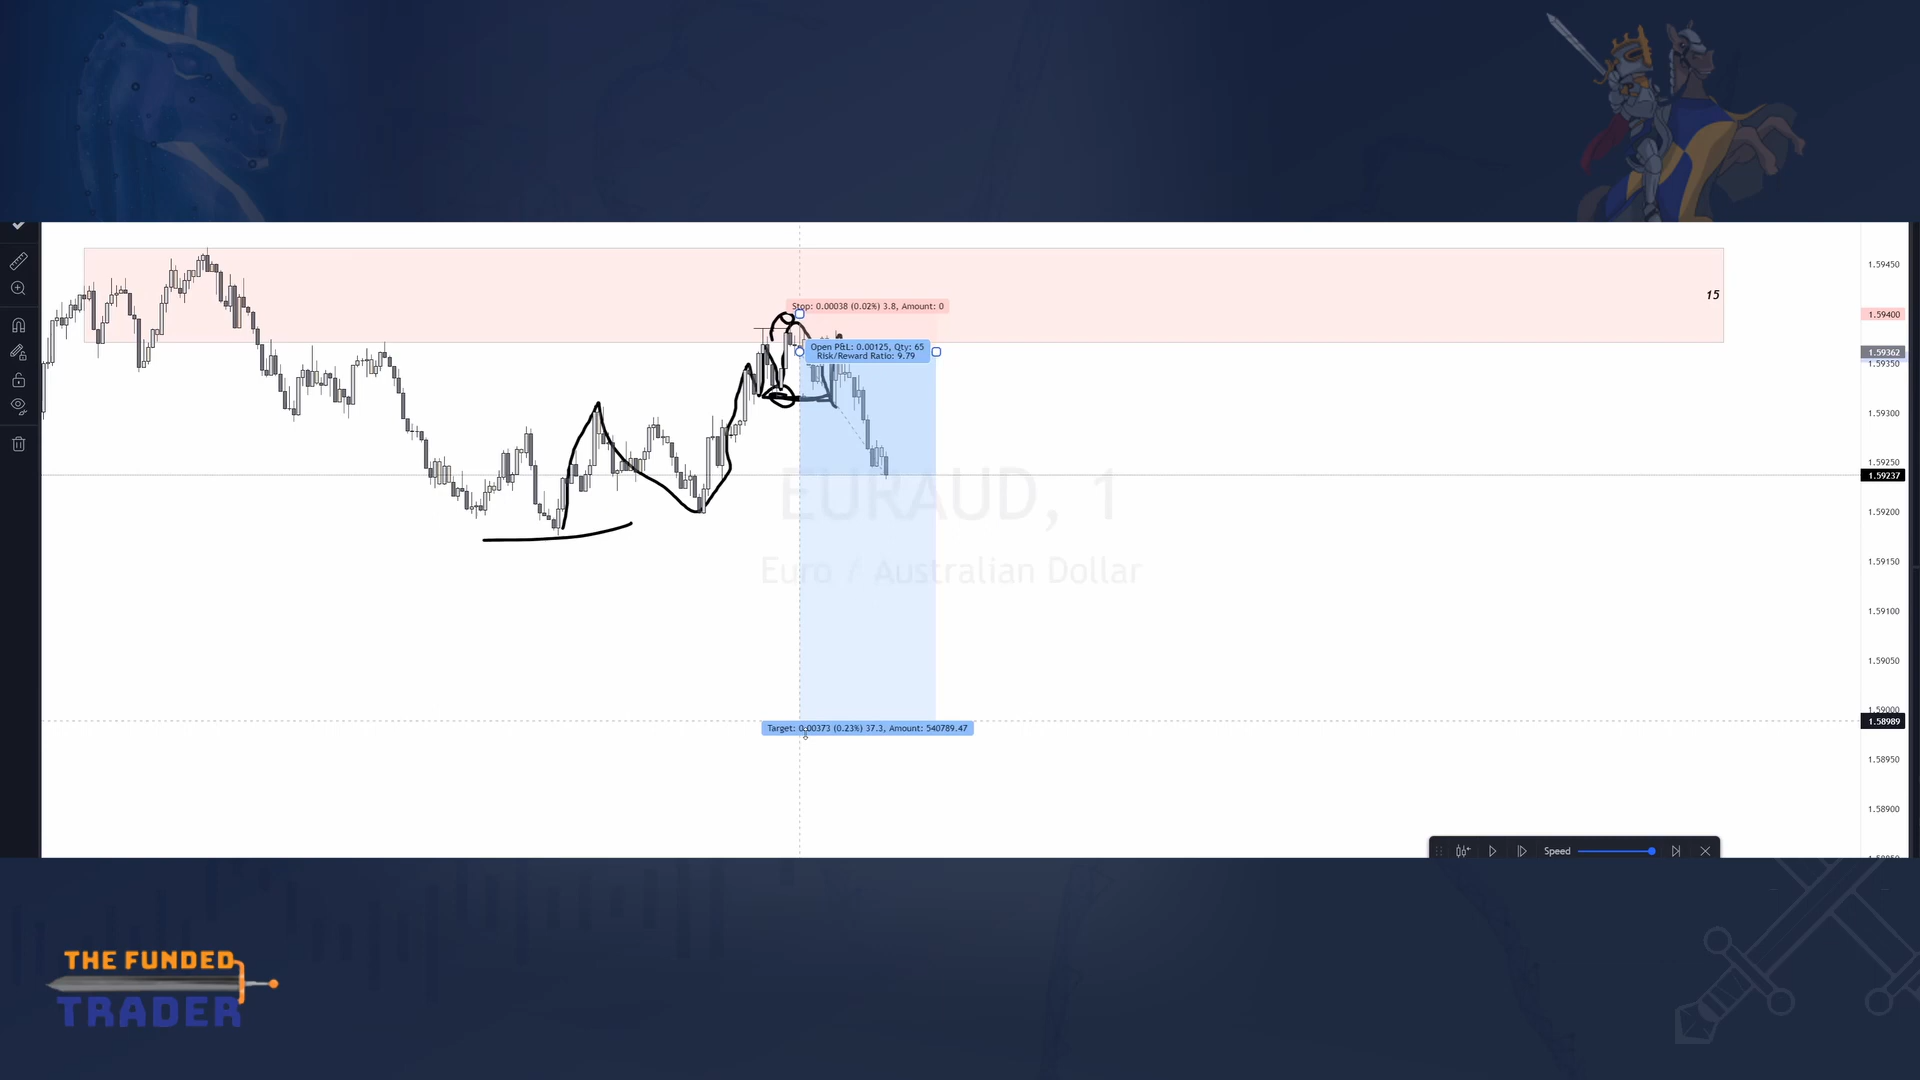 1.59450
15
Stop: 0.00038 (0.02%) 3.8, Amount: 0
1.59400
Open P&L: 0.00125, Qty: 65
Risk/Reward Ratio: 9.79
1.59362
1.59350
1.59300
1.59250
1.59237
EURAUD, 1
1.59200
Euro / Australian Dollar
1.59150
1.59100
1.59050
1.59000
1.58989
Target: 0.00373 (0.23%) 37.3, Amount: 540789.47
1.58950
1.58900
Speed
THE FUNDED
TRADER